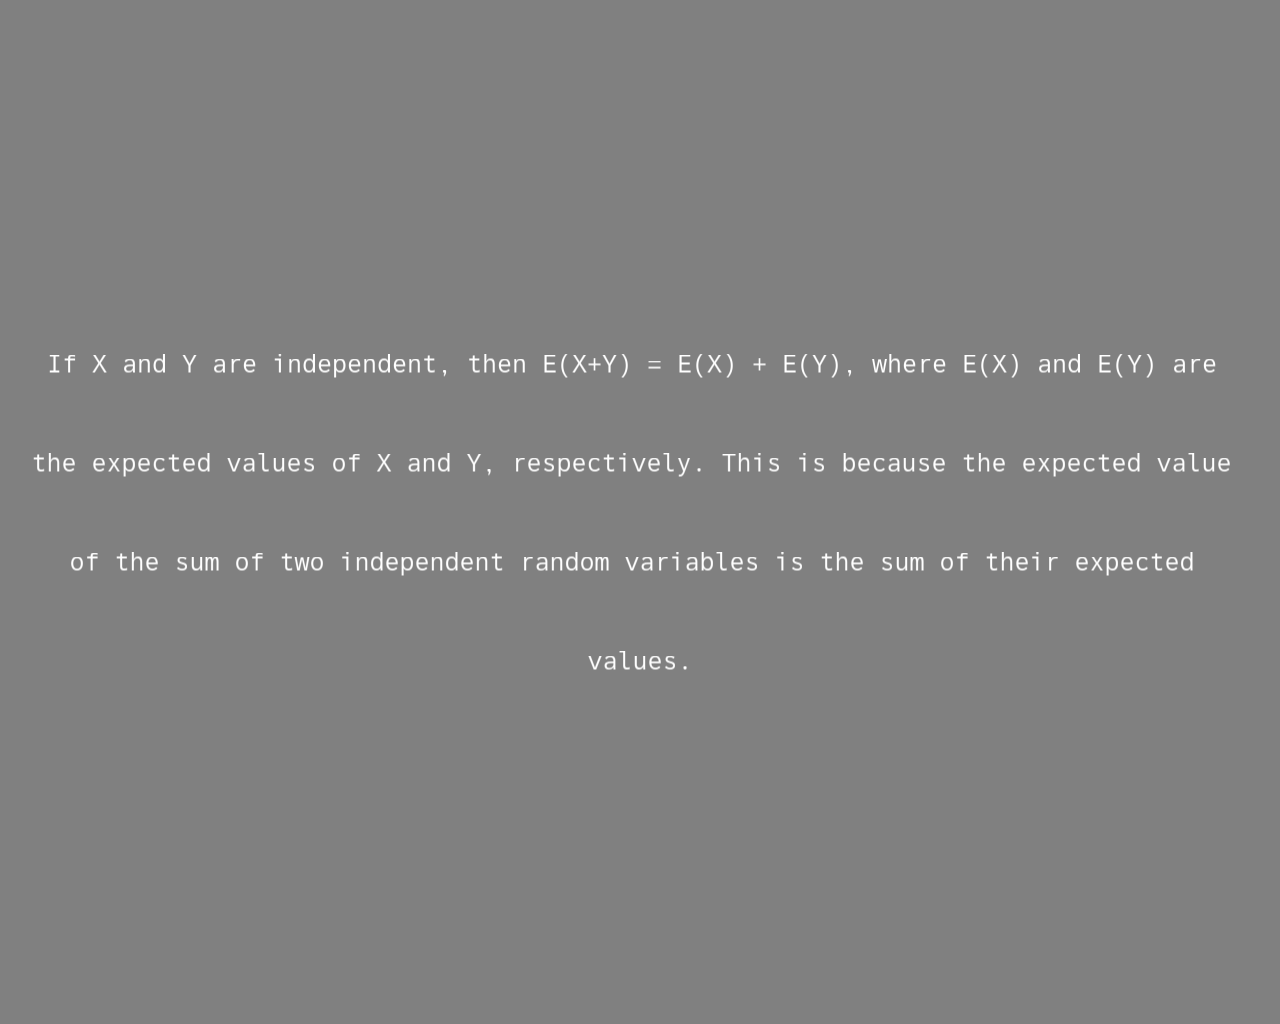 If X and Y are independent, then E(X+Y) = E(X) + E(Y), where E(X) and E(Y) are
the expected values of X and Y, respectively. This is because the expected value
of the sum of two independent random variables is the sum of their expected
values.